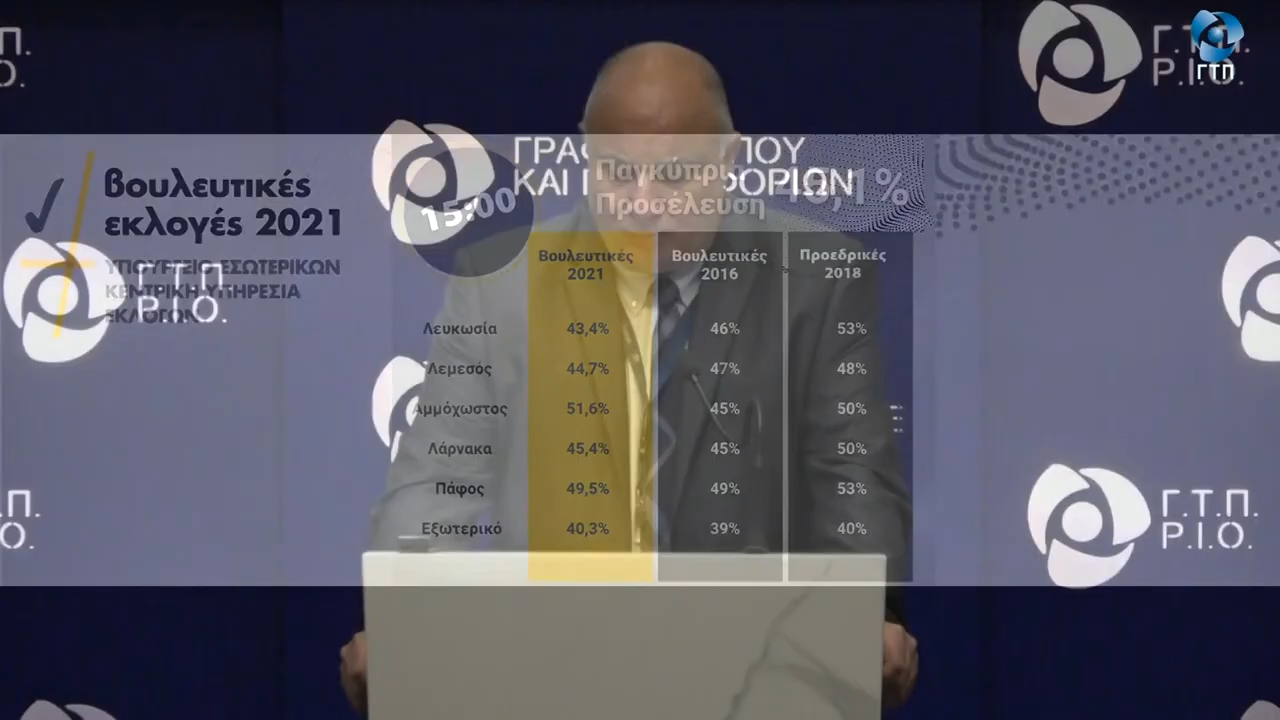 Π.
Ο.
Γ.Τ.Π.
Ρ.Ι.Ο.
ΓΤΠ
βουλευτικές
εκλογές 2021
ΥΠΟΥΡΓΕΙΟ ΕΣΩΤΕΡΙΚΩΝ
ΚΕΝΤΡΙΚΗ ΥΠΗΡΕΣΙΑ
ΕΚΛΟΓΩΝ
Γ.Τ.Π.
Ρ.Ι.Ο.
15:00
ΚΑΙ
Προσέλευση
Βουλευτικές 2021
Βουλευτικές 2016
Προεδρικές 2018
Λευκωσία 43,4% 46% 53%
Λεμεσός 44,7% 47% 48%
Αμμόχωστος 51,6% 45% 50%
Λάρνακα 45,4% 45% 50%
Πάφος 49,5% 49% 53%
Εξωτερικό 40,3% 39% 40%
Π.
Ο.
Γ.Τ.Π.
Ρ.Ι.Ο.